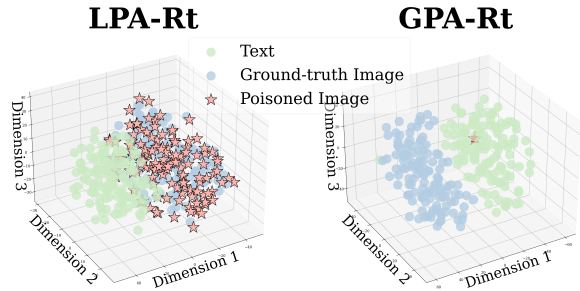 LPA-Rt
GPA-Rt
Text
Ground-truth Image
Poisoned Image
Dimension 3
Dimension 2
Dimension 1
Dimension 3
Dimension 2
Dimension 1